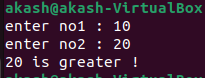 akash@akash-VirtualBox
enter no1 : 10
enter no2 : 20
20 is greater !